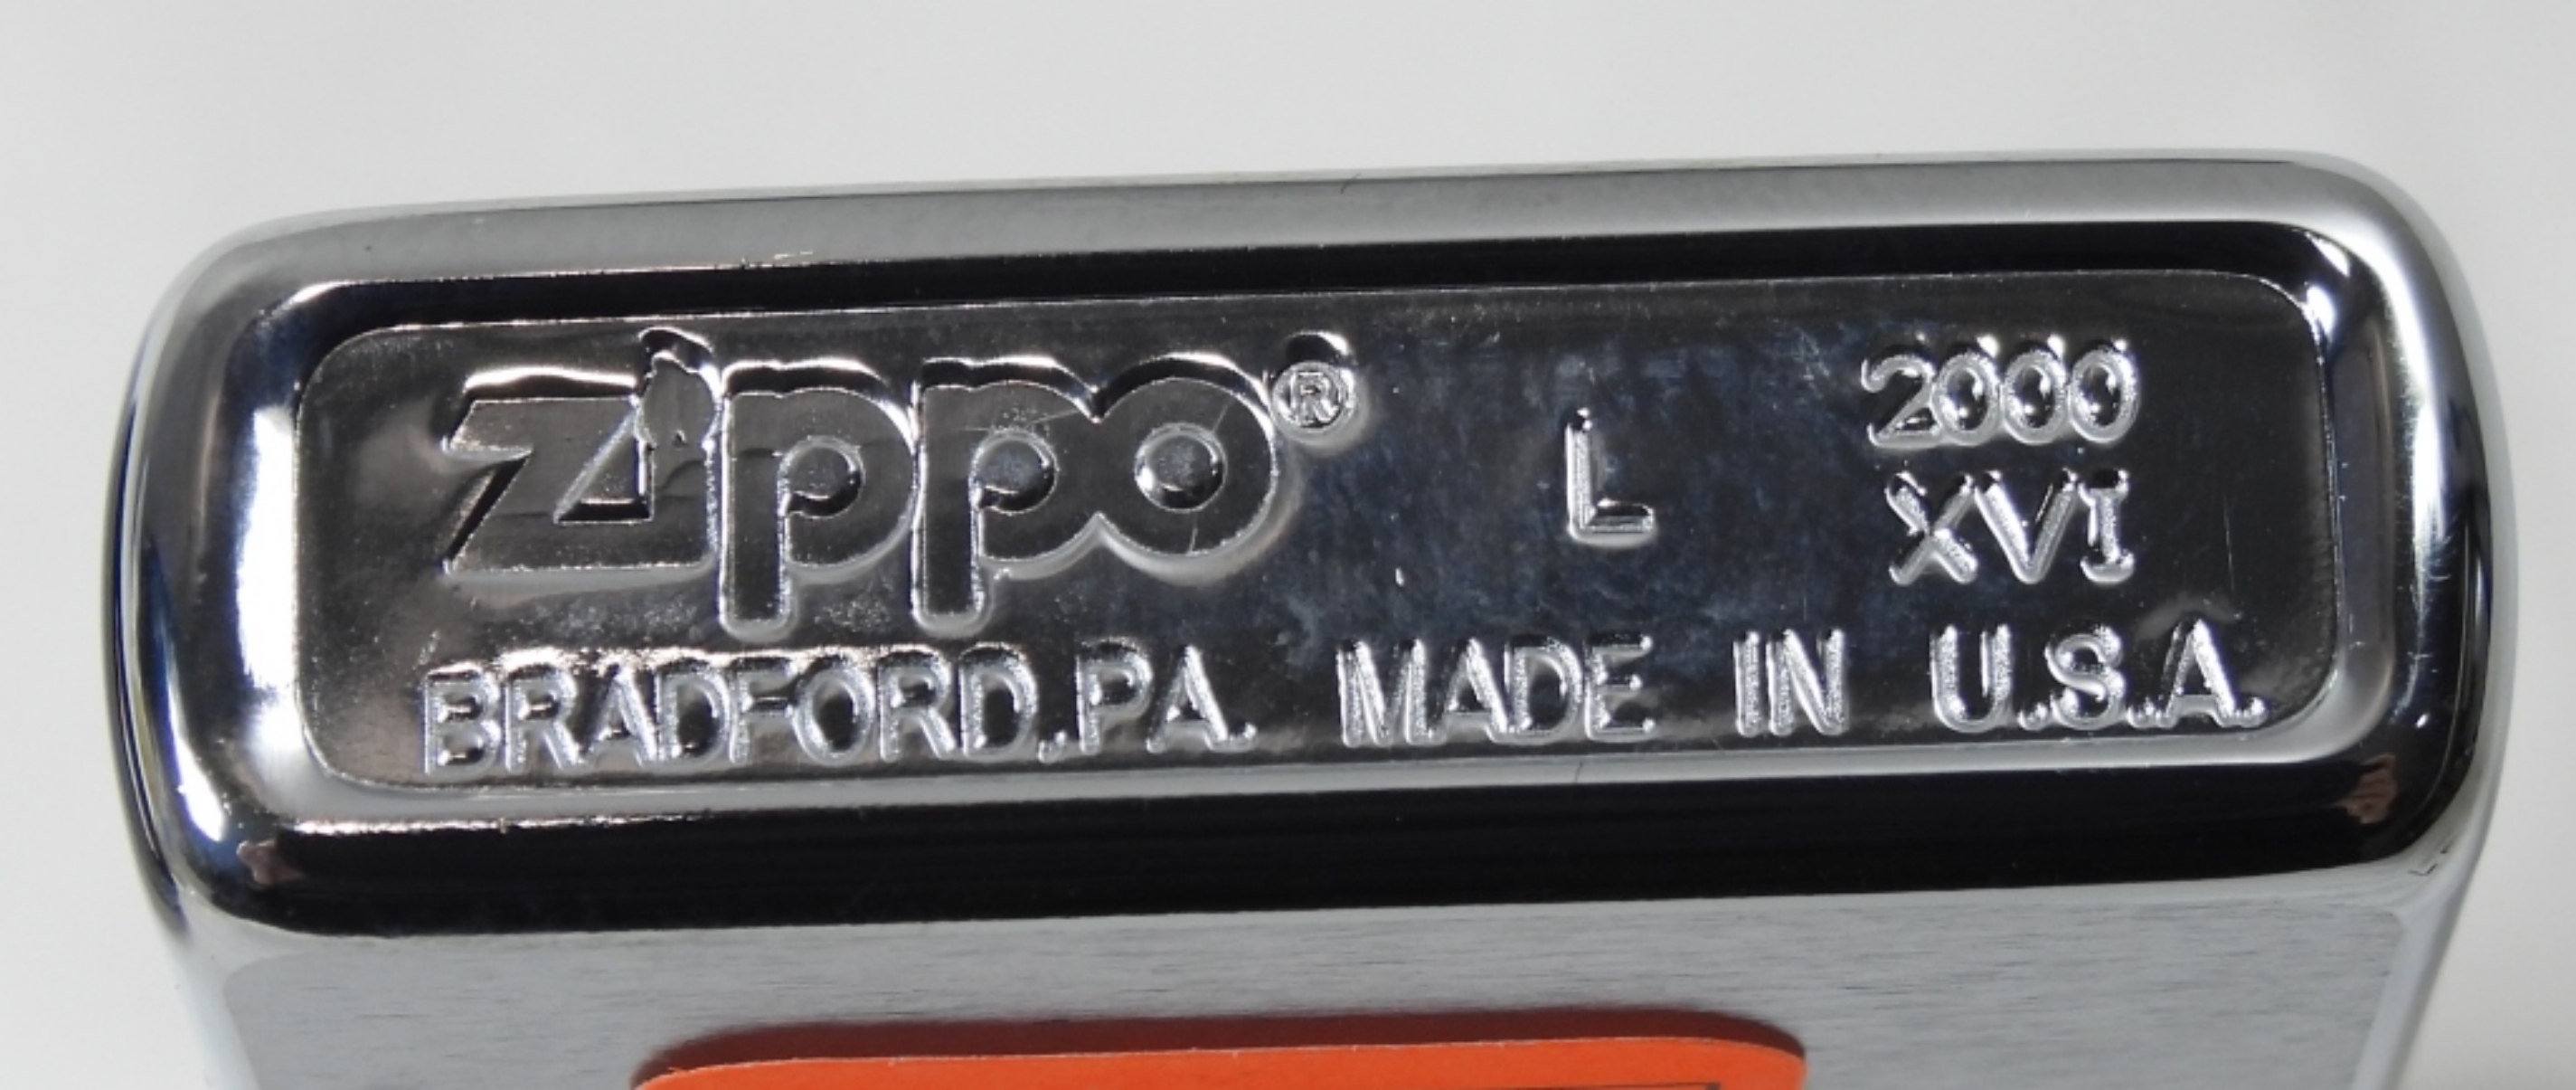 Zippo® L 2000
XVI
BRADFORD,PA. MADE IN U.S.A.